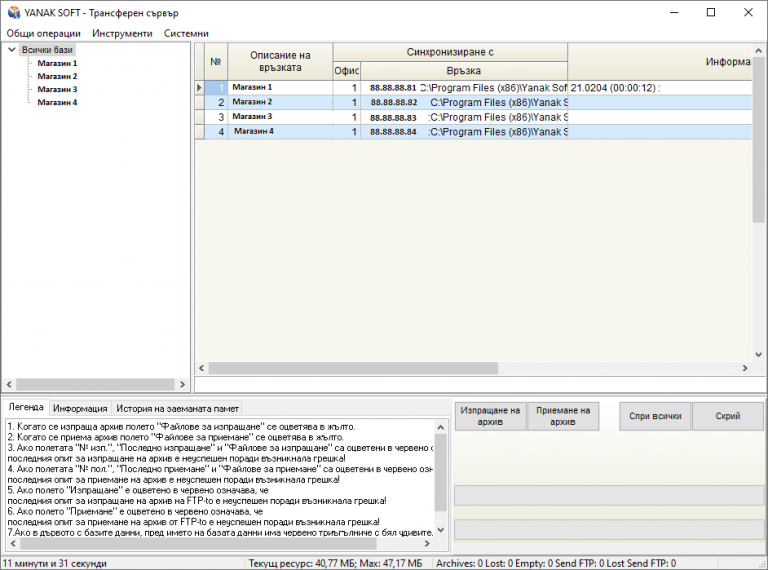 YANAK SOFT - Трансферен сървър
Общи операции Инструменти Системни
Всички бази
Магазин 1
Магазин 2
Магазин 3
Магазин 4
№ Описание на връзката Синхронизиране с
Офис Връзка Информа
1 Магазин 1 1 88.88.88.81 C:\Program Files (x86)\Yanak Sof 21.0204 (00:00:12) :
2 Магазин 2 1 88.88.88.82 C:\Program Files (x86)\Yanak S
3 Магазин 3 1 88.88.88.83 :C:\Program Files (x86)\Yanak S
4 Магазин 4 1 88.88.88.84 :C:\Program Files (x86)\Yanak S
Легенда Информация История на заеманата памет
1. Когато се изпраща архив полето "Файлове за изпращане" се оцветява в жълто.
2. Когато се приема архив полето "Файлове за приемане" се оцветява в жълто.
3. Ако полетата "№ изп.", "Последно изпращане" и "Файлове за изпращане" са оцветени в червено о
последния опит за изпращане на архив е неуспешен поради възникнала грешка!
4. Ако полетата "№ пол.", "Последно приемане" и "Файлове за приемане" са оцветени в червено озн
последния опит за приемане на архив е неуспешен поради възникнала грешка!
5. Ако полето "Изпращане" е оцветено в червено означава, че
последния опит за изпращане на архив на FTP-то е неуспешен поради възникнала грешка!
6. Ако полето "Приемане" е оцветено в червено означава, че
последния опит за приемане на архив от FTP-то е неуспешен поради възникнала грешка!
7.Ако в дървото с базите данни, пред името на базата данни има червено триъгълниче с бял удивите
Изпращане на архив
Приемане на архив
Спри всички
Скрий
11 минути и 31 секунди Текущ ресурс: 40,77 МБ; Max: 47,17 МБ Archives: 0 Lost: 0 Empty: 0 Send FTP: 0 Lost Send FTP: 0